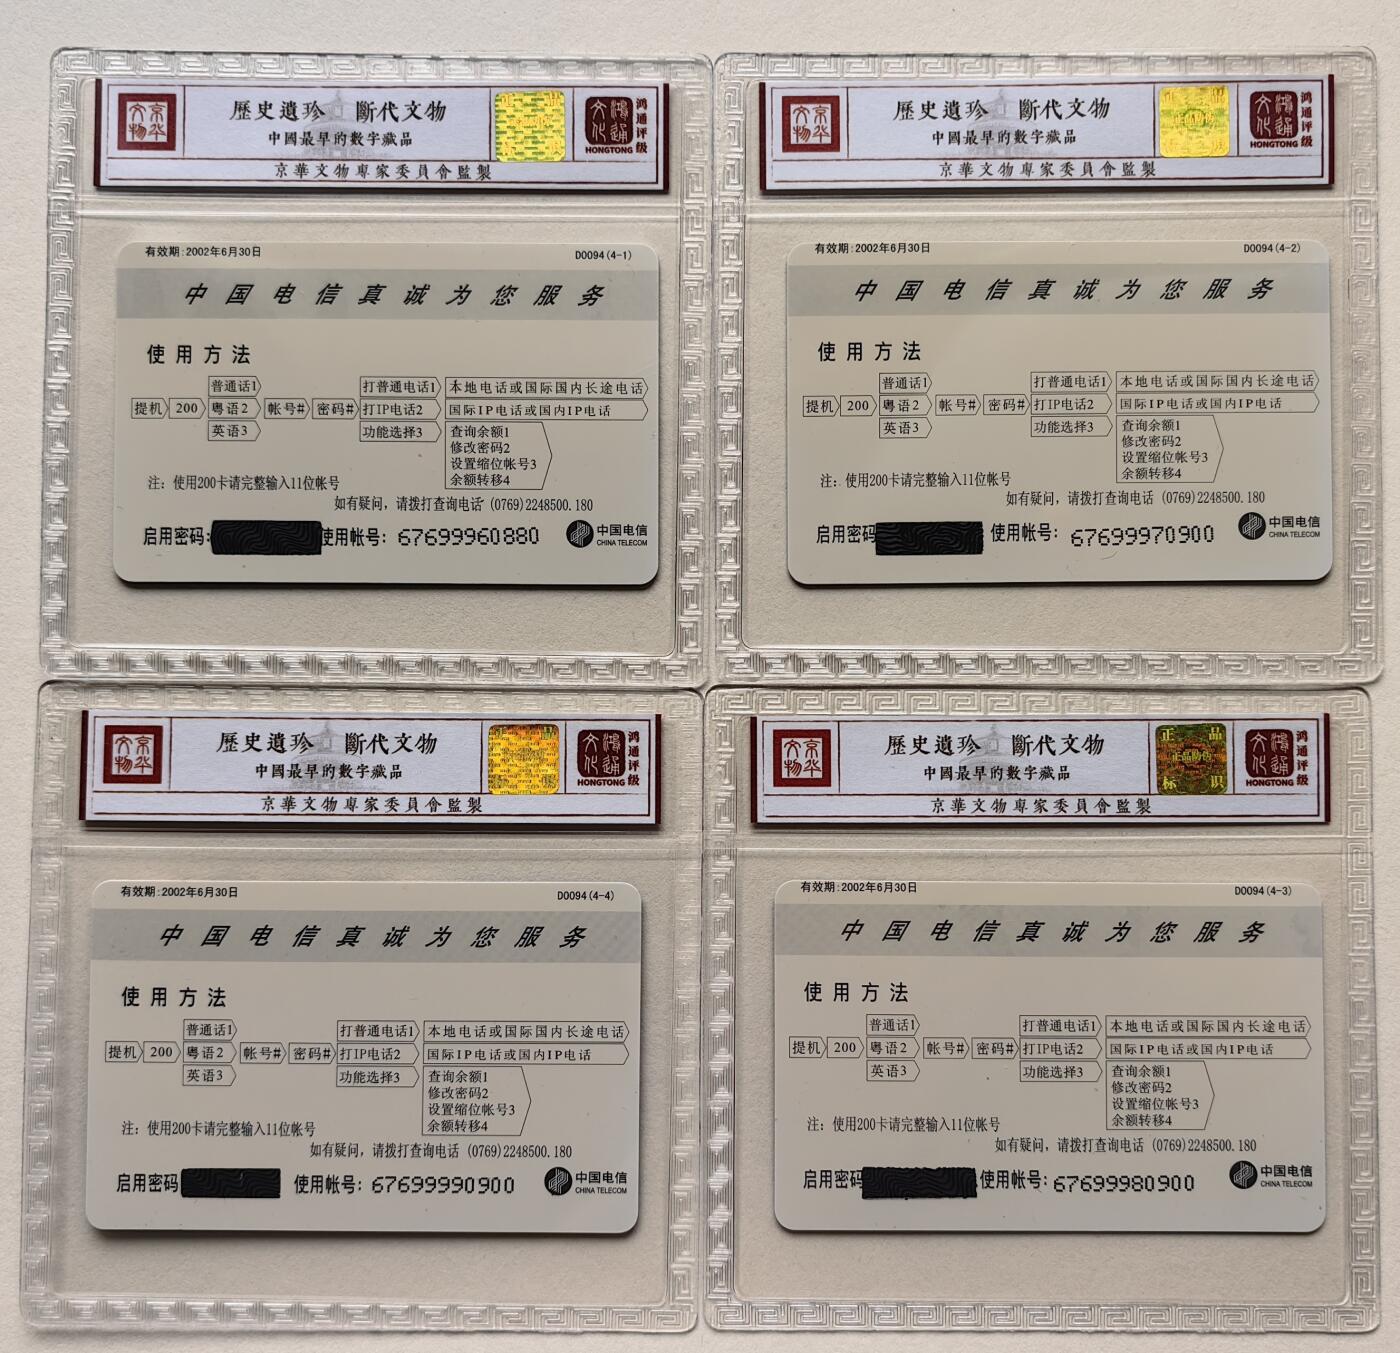 京华文物
歷史遺珍 斷代文物
中國最早的數字藏品
京華文物專家委員會監製
鸿通文化
HONGTONG
鸿通评级
有效期:2002年6月30日
D0094(4-1)
中国电信真诚为您服务
使用方法
普通话1 打普通电话1 本地电话或国际国内长途电话
提机 200 粤语2 帐号# 密码# 打IP电话2 国际IP电话或国内IP电话
英语3 功能选择3 查询余额1
修改密码2
设置缩位帐号3
余额转移4
注：使用200卡请完整输入11位帐号
如有疑问，请拨打查询电话 (0769)2248500.180
启用密码: 使用帐号: 67699960880
中国电信
CHINA TELECOM
京华文物
歷史遺珍 斷代文物
中國最早的數字藏品
京華文物專家委員會監製
正品防伪
鸿通文化
HONGTONG
鸿通评级
有效期:2002年6月30日
D0094(4-2)
中国电信真诚为您服务
使用方法
普通话1 打普通电话1 本地电话或国际国内长途电话
提机 200 粤语2 帐号# 密码# 打IP电话2 国际IP电话或国内IP电话
英语3 功能选择3 查询余额1
修改密码2
设置缩位帐号3
余额转移4
注：使用200卡请完整输入11位帐号
如有疑问，请拨打查询电话 (0769)2248500.180
启用密码 使用帐号: 67699970900
中国电信
CHINA TELECOM
京华文物
歷史遺珍 斷代文物
中國最早的數字藏品
京華文物專家委員會監製
鸿通文化
HONGTONG
鸿通评级
有效期:2002年6月30日
D0094(4-4)
中国电信真诚为您服务
使用方法
普通话1 打普通电话1 本地电话或国际国内长途电话
提机 200 粤语2 帐号# 密码# 打IP电话2 国际IP电话或国内IP电话
英语3 功能选择3 查询余额1
修改密码2
设置缩位帐号3
余额转移4
注：使用200卡请完整输入11位帐号
如有疑问，请拨打查询电话 (0769)2248500.180
启用密码 使用帐号: 67699990900
中国电信
CHINA TELECOM
京华文物
歷史遺珍 斷代文物
中國最早的數字藏品
京華文物專家委員會監製
正品
正品防伪
标识
鸿通文化
HONGTONG
鸿通评级
有效期:2002年6月30日
D0094(4-3)
中国电信真诚为您服务
使用方法
普通话1 打普通电话1 本地电话或国际国内长途电话
提机 200 粤语2 帐号# 密码# 打IP电话2 国际IP电话或国内IP电话
英语3 功能选择3 查询余额1
修改密码2
设置缩位帐号3
余额转移4
注：使用200卡请完整输入11位帐号
如有疑问，请拨打查询电话 (0769)2248500.180
启用密码 使用帐号: 67699980900
中国电信
CHINA TELECOM